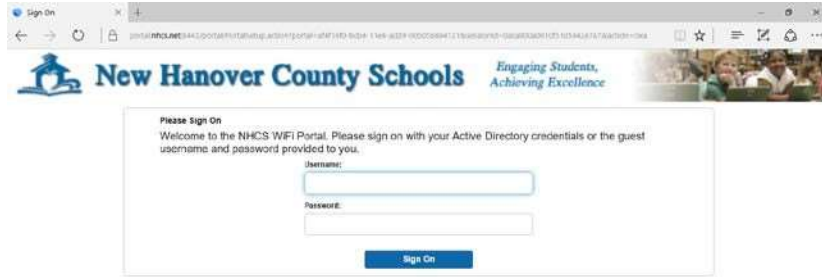 Sign On
New Hanover County Schools
Engaging Students,
Achieving Excellence
Please Sign On
Welcome to the NHCS WiFi Portal. Please sign on with your Active Directory credentials or the guest
username and password provided to you.
Username:
Password:
Sign On